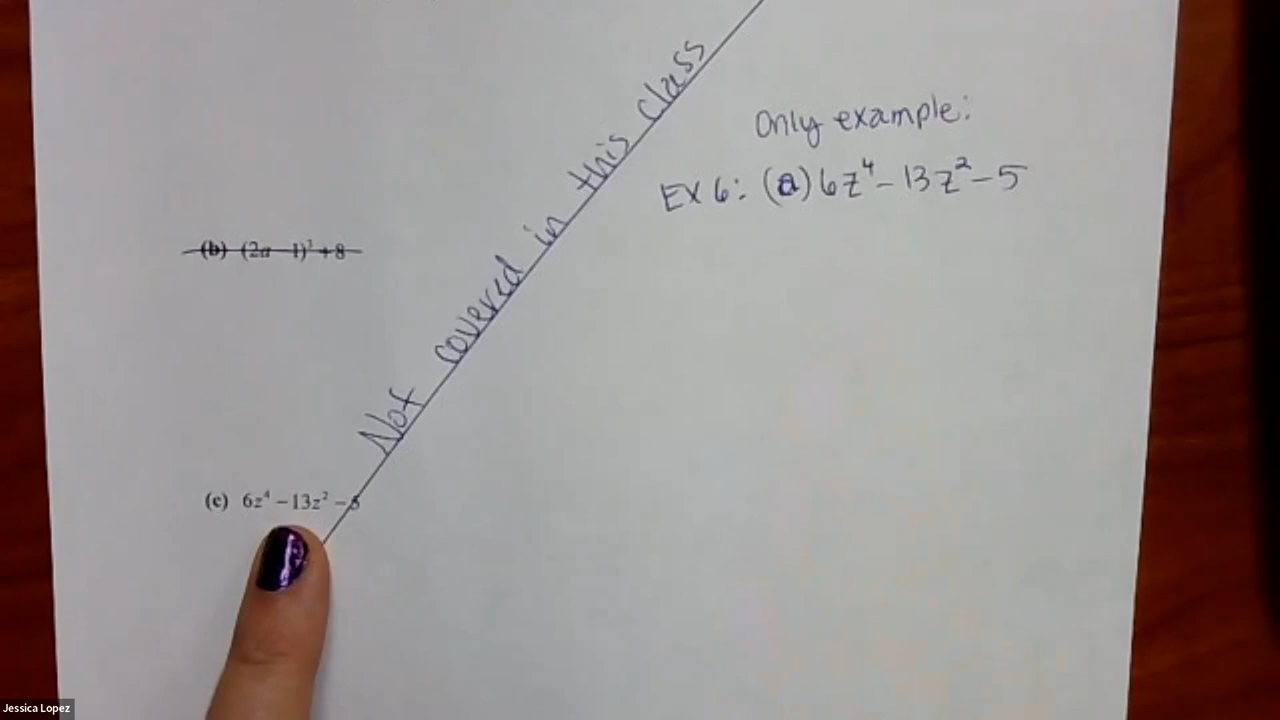 Not covered in this class
Only example:
Ex 6: (a) 6z⁴ - 13z² - 5
(b) (2a - 1)³ + 8
(c) 6z⁴ - 13z² - 5
Jessica Lopez